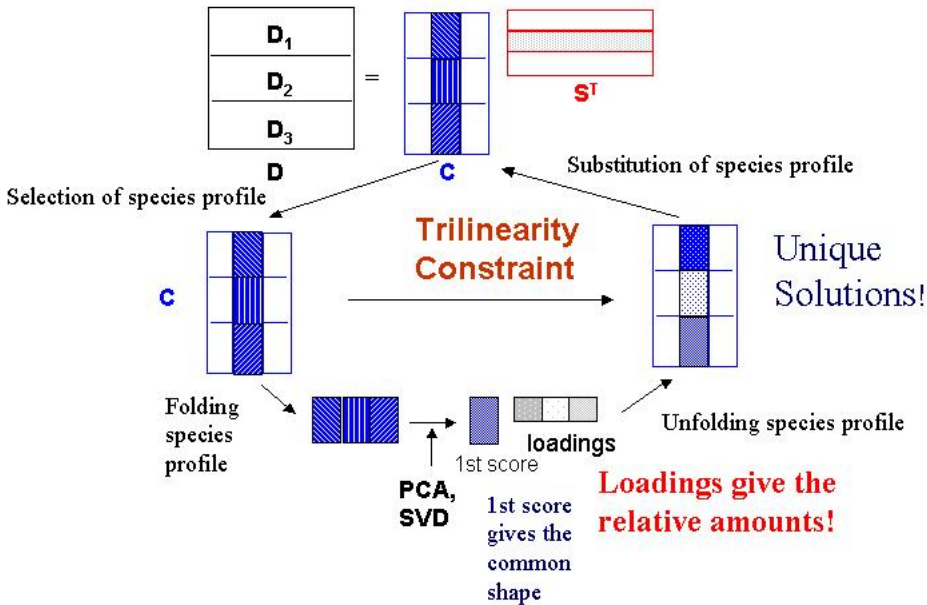 D₁
D₂
D₃
=
D
C
Sᵀ
Selection of species profile
Substitution of species profile
Trilinearity
Constraint
Unique
Solutions!
C
Folding
species
profile
PCA,
SVD
1st score
loadings
Unfolding species profile
1st score
gives the
common
shape
Loadings give the
relative amounts!